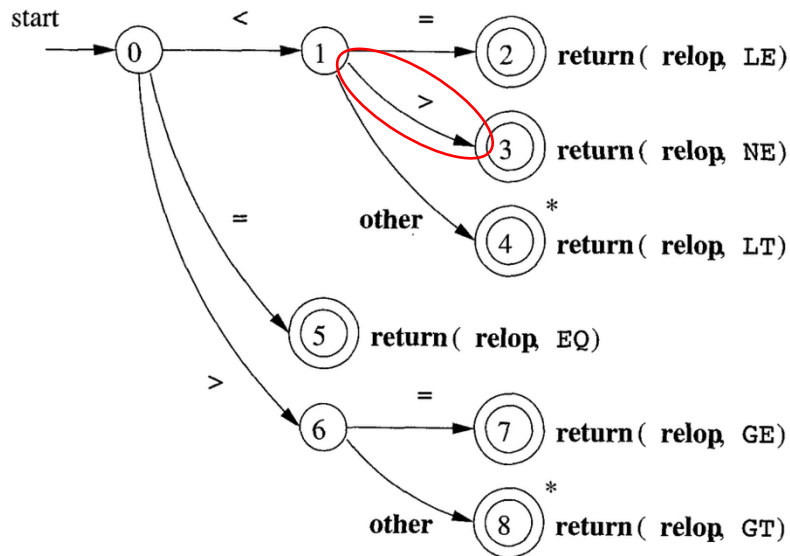 start
0 < 1 = 2 return( relop, LE)
> 3 return( relop, NE)
other 4 * return( relop, LT)
= 5 return( relop, EQ)
> 6 = 7 return( relop, GE)
other 8 * return( relop, GT)